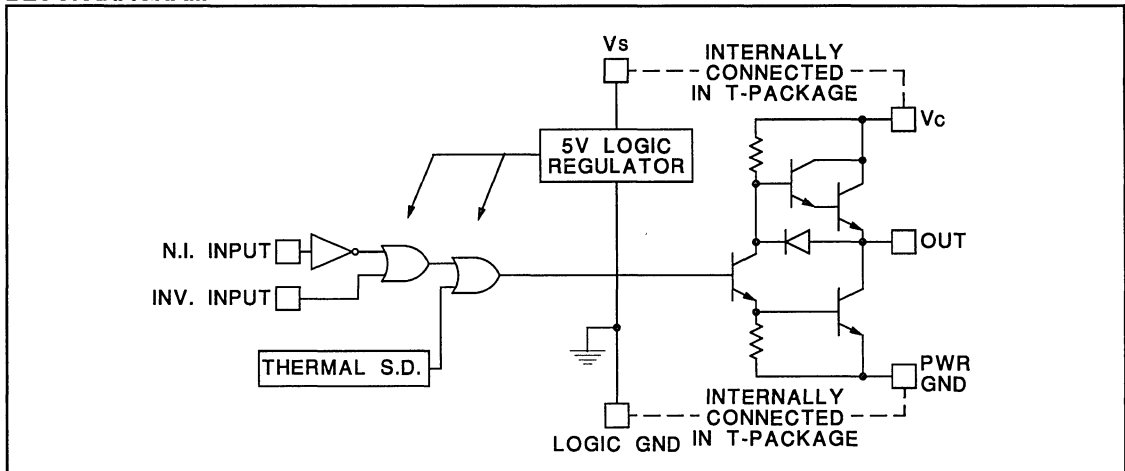 Vs
INTERNALLY
CONNECTED
IN T-PACKAGE
Vc
5V LOGIC
REGULATOR
N.I. INPUT
INV. INPUT
OUT
THERMAL S.D.
PWR
GND
INTERNALLY
CONNECTED
IN T-PACKAGE
LOGIC GND